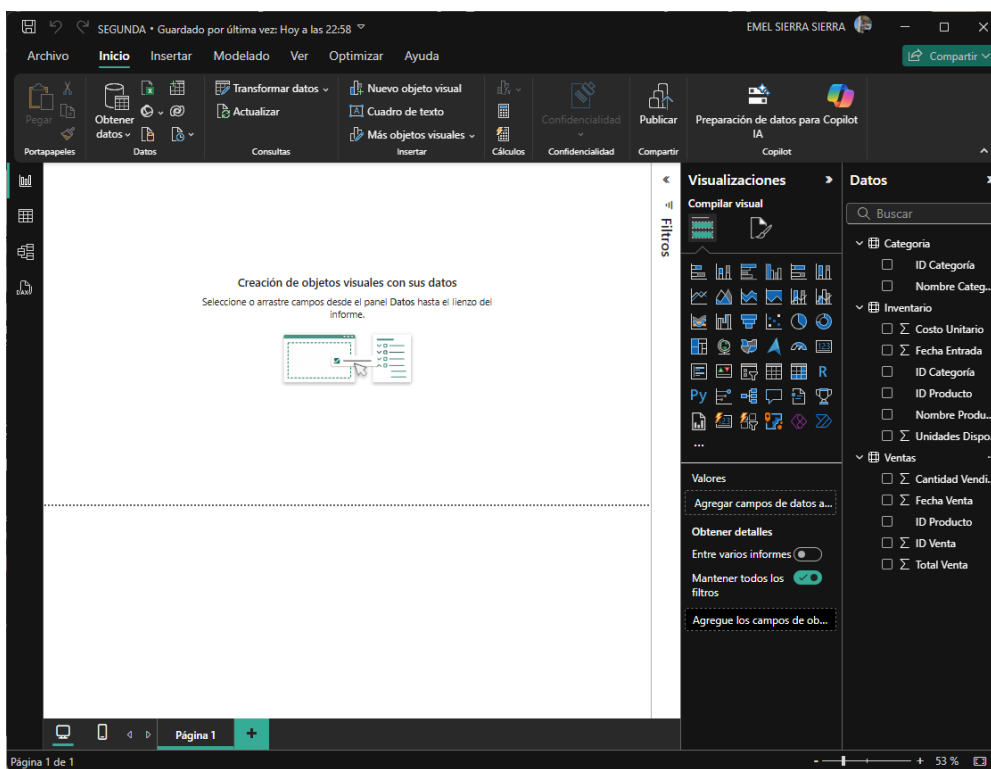 SEGUNDA • Guardado por última vez: Hoy a las 22:58
EMEL SIERRA SIERRA
Archivo Inicio Insertar Modelado Ver Optimizar Ayuda
Compartir
Pegar
Obtener datos
Transformar datos
Actualizar
Nuevo objeto visual
Cuadro de texto
Más objetos visuales
Confidencialidad
Publicar
Preparación de datos para IA
Copilot
Portapapeles Datos Consultas Insertar Cálculos Confidencialidad Compartir Copilot
Creación de objetos visuales con sus datos
Seleccione o arrastre campos desde el panel Datos hasta el lienzo del
informe.
Filtros
Visualizaciones
Compilar visual
123
R
Py
...
Valores
Agregar campos de datos a...
Obtener detalles
Entre varios informes
Mantener todos los
filtros
Agregue los campos de ob...
Datos
Buscar
Categoria
ID Categoría
Nombre Categ...
Inventario
Σ Costo Unitario
Σ Fecha Entrada
ID Categoría
ID Producto
Nombre Produ...
Σ Unidades Dispo...
Ventas
Σ Cantidad Vendi...
Σ Fecha Venta
ID Producto
Σ ID Venta
Σ Total Venta
DAX
Página 1
+
Página 1 de 1
- + 53 %